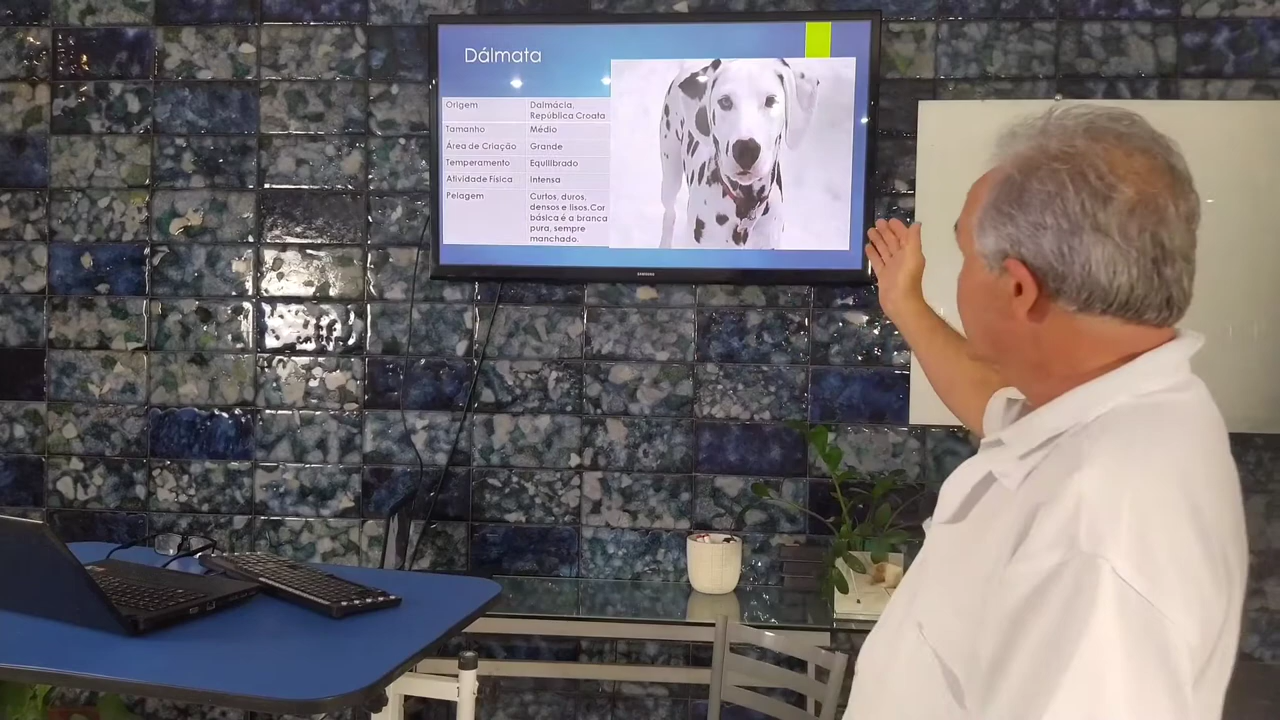 Dálmata
Origem
Dalmácia,
República Croata
Tamanho
Médio
Área de Criação
Grande
Temperamento
Equilibrado
Atividade Física
Intensa
Pelagem
Curtos, duros,
densos e lisos.Cor
básica é a branca
pura, sempre
manchado.
SAMSUNG